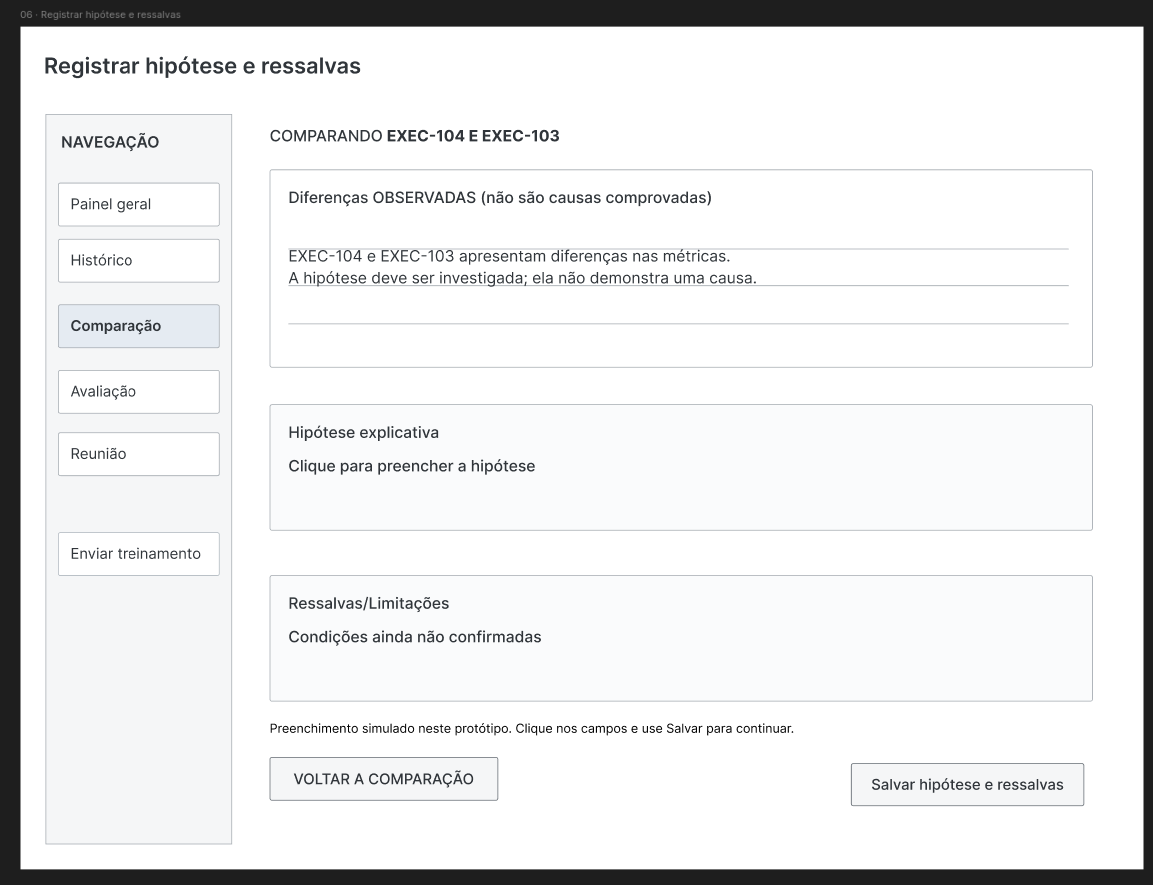 06 · Registrar hipótese e ressalvas
Registrar hipótese e ressalvas
NAVEGAÇÃO
Painel geral
Histórico
Comparação
Avaliação
Reunião
Enviar treinamento
COMPARANDO EXEC-104 E EXEC-103
Diferenças OBSERVADAS (não são causas comprovadas)
EXEC-104 e EXEC-103 apresentam diferenças nas métricas.
A hipótese deve ser investigada; ela não demonstra uma causa.
Hipótese explicativa
Clique para preencher a hipótese
Ressalvas/Limitações
Condições ainda não confirmadas
Preenchimento simulado neste protótipo. Clique nos campos e use Salvar para continuar.
VOLTAR A COMPARAÇÃO
Salvar hipótese e ressalvas